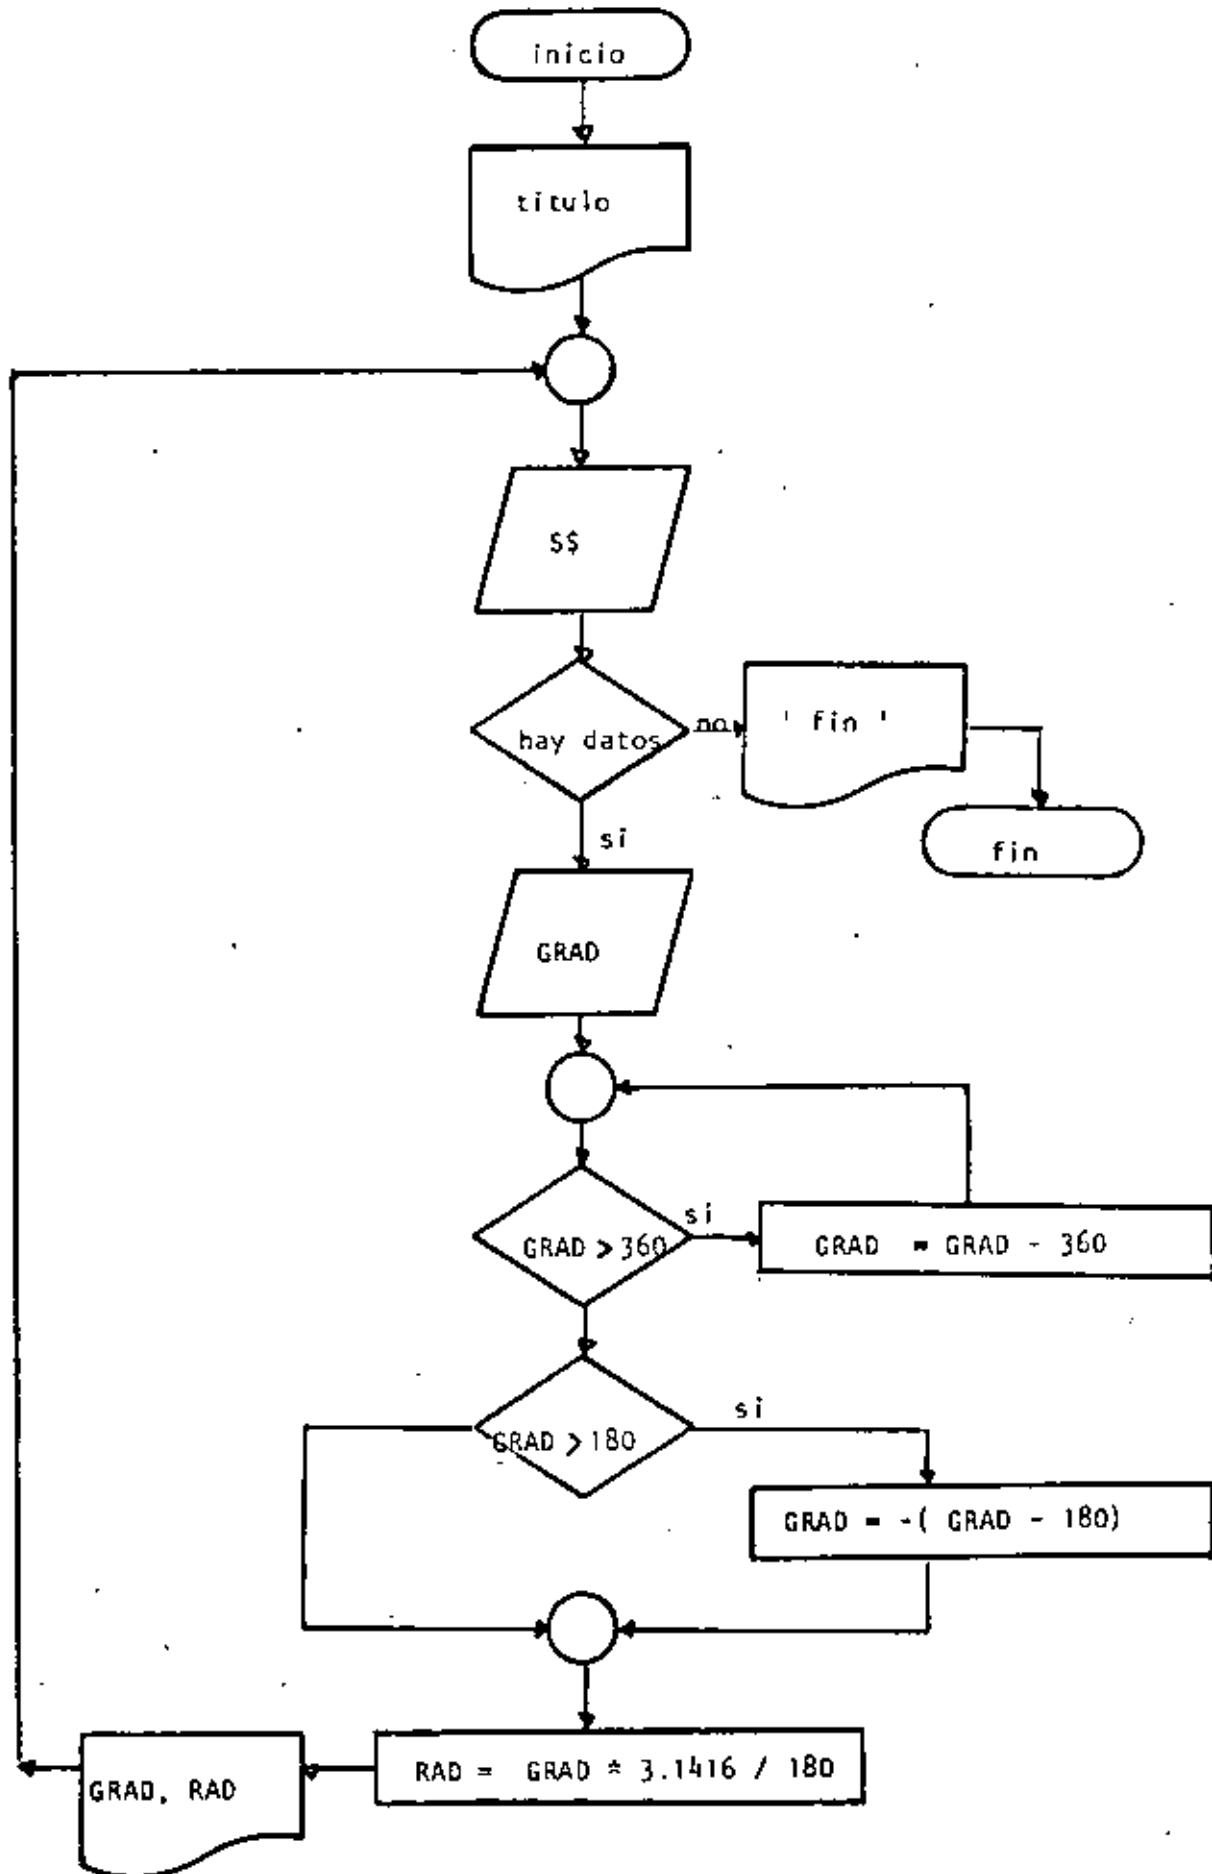 inicio
titulo
S$
hay datos
no
' fin '
fin
si
GRAD
GRAD > 360
si
GRAD = GRAD - 360
GRAD > 180
si
GRAD = -( GRAD - 180)
RAD = GRAD * 3.1416 / 180
GRAD, RAD